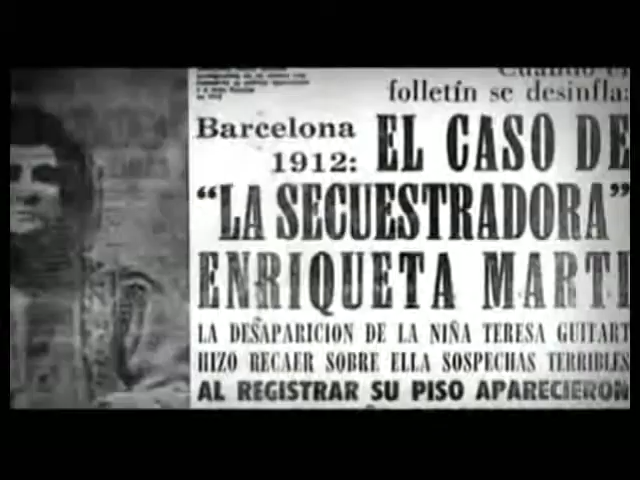 folletín se desinfla:
Barcelona
1912: EL CASO DE
“LA SECUESTRADORA”
ENRIQUETA MARTI
LA DESAPARICION DE LA NIÑA TERESA GUITART
HIZO RECAER SOBRE ELLA SOSPECHAS TERRIBLES
AL REGISTRAR SU PISO APARECIERON